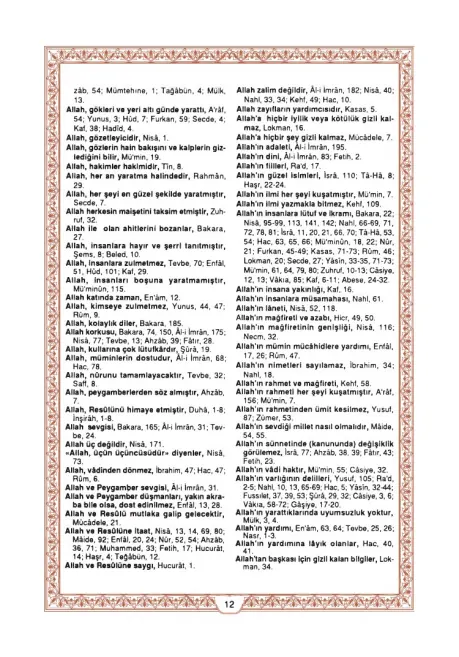 zâb, 54; Mümtehıne, 1; Tağâbün, 4; Mülk,
13.
Allah, gökleri ve yeri altı günde yarattı, A'râf,
54; Yunus, 3; Hûd, 7; Furkan, 59; Secde, 4;
Kaf, 38; Hadîd, 4.
Allah, gözetleyicidir, Nisâ, 1.
Allah, gözlerin hain bakışını ve kalplerin giz-
lediğini bilir, Mü'min, 19.
Allah, hakimler hakimidir, Tîn, 8.
Allah, her an yaratma halindedir, Rahmân,
29.
Allah, her şeyi en güzel şekilde yaratmıştır,
Secde, 7.
Allah herkesin maişetini taksim etmiştir, Zuh-
ruf, 32.
Allah ile olan ahitlerini bozanlar, Bakara,
27.
Allah, insanlara hayır ve şerri tanıtmıştır,
Şems, 8; Beled, 10.
Allah, insanlara zulmetmez, Tevbe, 70; Enfâl,
51, Hûd, 101; Kaf, 29.
Allah, insanları boşuna yaratmamıştır,
Mü'minûn, 115.
Allah katında zaman, En'âm, 12.
Allah, kimseye zulmetmez, Yunus, 44, 47;
Rûm, 9.
Allah, kolaylık diler, Bakara, 185.
Allah korkusu, Bakara, 74, 150, Âl-i İmrân, 175;
Nisâ, 77; Tevbe, 13; Ahzâb, 39; Fâtır, 28.
Allah, kullarına çok lütufkârdır, Şûrâ, 19.
Allah, müminlerin dostudur, Âl-i İmrân, 68;
Hac, 78.
Allah, nûrunu tamamlayacaktır, Tevbe, 32;
Saff, 8.
Allah, peygamberlerden söz almıştır, Ahzâb,
7.
Allah, Resûlünü himaye etmiştir, Duhâ, 1-8;
İnşirâh, 1-8.
Allah sevgisi, Bakara, 165; Âl-i İmrân, 31; Tev-
be, 24.
Allah üç değildir, Nisâ, 171.
«Allah, üçün üçüncüsüdür» diyenler, Nisâ,
73.
Allah, vâdinden dönmez, İbrahim, 47; Hac, 47;
Rûm, 6.
Allah ve Peygamber sevgisi, Âl-i İmrân, 31.
Allah ve Peygamber düşmanları, yakın akra-
ba bile olsa, dost edinilmez, Enfâl, 13, 28.
Allah ve Resûlü mutlaka galip gelecektir,
Mücâdele, 21.
Allah ve Resûlüne itaat, Nisâ, 13, 14, 69, 80;
Mâide, 92; Enfâl, 20, 24; Nûr, 52, 54; Ahzâb,
36, 71; Muhammed, 33; Fetih, 17; Hucurât,
14; Haşr, 4; Teğâbün, 12.
Allah ve Resûlüne saygı, Hucurât, 1.
Allah zalim değildir, Âl-i İmrân, 182; Nisâ, 40;
Nahl, 33, 34; Kehf, 49; Hac, 10.
Allah zayıfların yardımcısıdır, Kasas, 5.
Allah'a hiçbir iyilik veya kötülük gizli kal-
maz, Lokman, 16.
Allah'a hiçbir şey gizli kalmaz, Mücâdele, 7.
Allah'ın adaleti, Âl-i İmrân, 195.
Allah'ın dini, Âl-i İmrân, 83; Fetih, 2.
Allah'ın fiilleri, Ra'd, 17.
Allah'ın güzel isimleri, İsrâ, 110; Tâ-Hâ, 8;
Haşr, 22-24.
Allah'ın ilmi her şeyi kuşatmıştır, Mü'min, 7.
Allah'ın ilmi yazmakla bitmez, Kehf, 109.
Allah'ın insanlara lütuf ve ikramı, Bakara, 22;
Nisâ, 95-99, 113, 141, 142; Nahl, 66-69, 71,
72, 78, 81; İsrâ, 11, 20, 21, 66, 70; Tâ-Hâ, 53,
54; Hac, 63, 65, 66; Mü'minûn, 18, 22; Nûr,
21; Furkan, 45-49; Kasas, 71-73; Rûm, 46;
Lokman, 20; Secde, 27; Yâsîn, 33-35, 71-73;
Mü'min, 61, 64, 79, 80; Zuhruf, 10-13; Câsiye,
12, 13; Vâkıa, 85; Kaf, 6-11; Abese, 24-32.
Allah'ın insana yakınlığı, Kaf, 16.
Allah'ın insanlara müsamahası, Nahl, 61.
Allah'ın lâneti, Nisâ, 52, 118.
Allah'ın mağfireti ve azabı, Hicr, 49, 50.
Allah'ın mağfiretinin genişliği, Nisâ, 116;
Necm, 32.
Allah'ın mümin mücâhidlere yardımı, Enfâl,
17, 26; Rûm, 47.
Allah'ın nimetleri sayılamaz, İbrahim, 34;
Nahl, 18.
Allah'ın rahmet ve mağfireti, Kehf, 58.
Allah'ın rahmeti her şeyi kuşatmıştır, A'râf,
156; Mü'min, 7.
Allah'ın rahmetinden ümit kesilmez, Yusuf,
87; Zümer, 53.
Allah'ın sevdiği millet nasıl olmalıdır, Mâide,
54, 55.
Allah'ın sünnetinde (kanununda) değişiklik
görülemez, İsrâ, 77; Ahzâb, 38, 39; Fâtır, 43;
Fetih, 23.
Allah'ın vâdi haktır, Mü'min, 55; Câsiye, 32.
Allah'ın varlığının delilleri, Yusuf, 105; Ra'd,
2-5; Nahl, 10, 13, 65-69; Hac, 5; Yâsîn, 32-44;
Fussılet, 37, 39, 53; Şûrâ, 29, 32; Câsiye, 3, 6;
Vâkıa, 58-72; Gâşiye, 17-20.
Allah'ın yarattıklarında uyumsuzluk yoktur,
Mülk, 3, 4.
Allah'ın yardımı, En'âm, 63, 64; Tevbe, 25, 26;
Nasr, 1-3.
Allah'ın yardımına lâyık olanlar, Hac, 40,
41.
Allah'tan başkası için gizli kalan bilgiler, Lok-
man, 34.
12